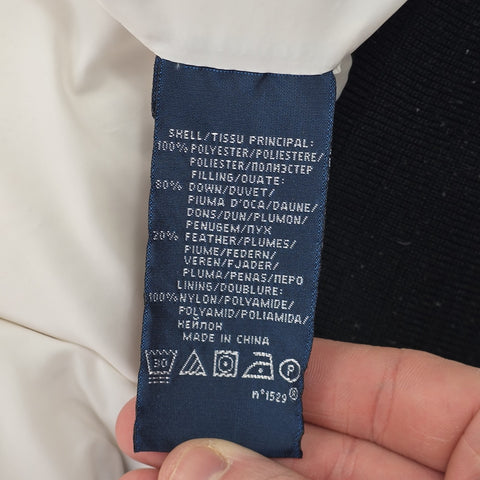 SHELL/TISSU PRINCIPAL:
100% POLYESTER/POLIESTERE/
POLIESTER/ПОЛИЭСТЕР
FILLING/OUATE:
80% DOWN/DUVET/
PIUMA D'OCA/DAUNE/
DONS/DUN/PLUMON/
PENUGEM/ПУХ
20% FEATHER/PLUMES/
PIUME/FEDERN/
VEREN/FJADER/
PLUMA/PENAS/ПЕРО
LINING/DOUBLURE:
100% NYLON/POLYAMIDE/
POLYAMID/POLIAMIDA/
НЕЙЛОН
MADE IN CHINA
30 P
n°1529®